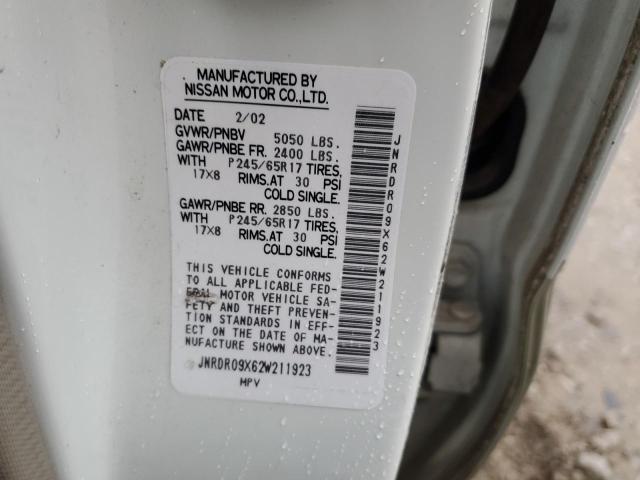 MANUFACTURED BY
NISSAN MOTOR CO.,LTD.
DATE 2/02
GVWR/PNBV 5050 LBS.
GAWR/PNBE FR. 2400 LBS.
WITH P245/65R17 TIRES,
17X8 RIMS.AT 30 PSI
COLD SINGLE.
GAWR/PNBE RR. 2850 LBS.
WITH P245/65R17 TIRES,
17X8 RIMS.AT 30 PSI
COLD SINGLE.
THIS VEHICLE CONFORMS
TO ALL APPLICABLE FED-
ERAL MOTOR VEHICLE SA-
FETY AND THEFT PREVEN-
TION STANDARDS IN EFF-
ECT ON THE DATE OF MA-
NUFACTURE SHOWN ABOVE.
JNRDR09X62W211923
MPV
JNRDR09X62W211923